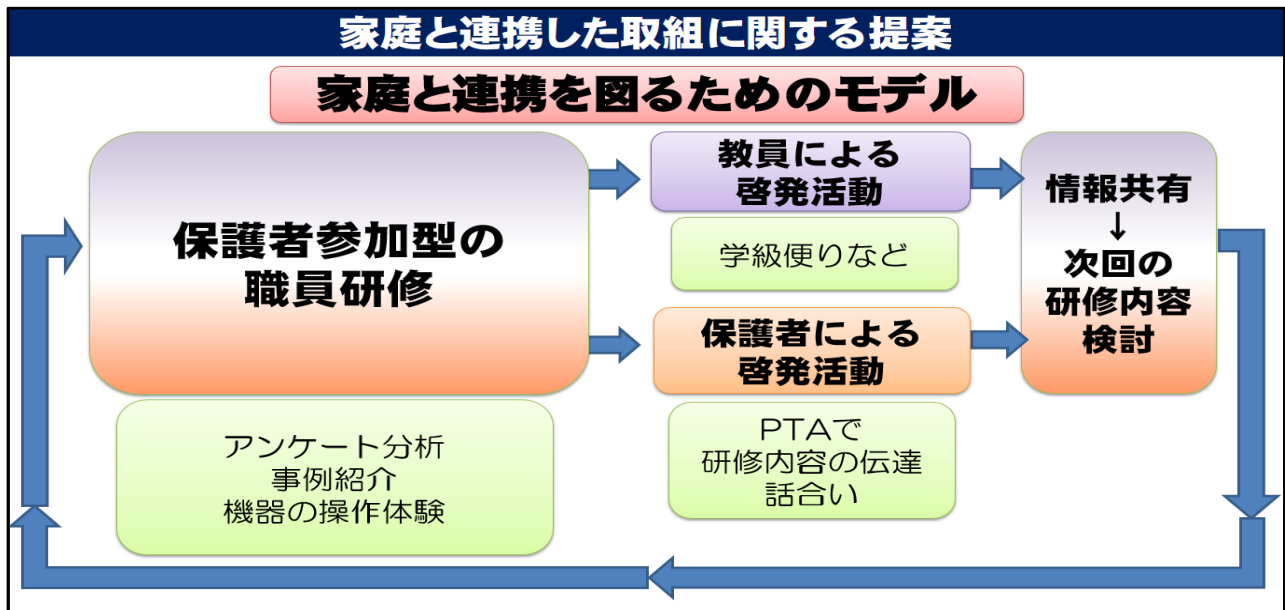 家庭と連携した取組に関する提案
家庭と連携を図るためのモデル
保護者参加型の
職員研修
アンケート分析
事例紹介
機器の操作体験
教員による
啓発活動
学級便りなど
保護者による
啓発活動
PTAで
研修内容の伝達
話合い
情報共有
↓
次回の
研修内容
検討